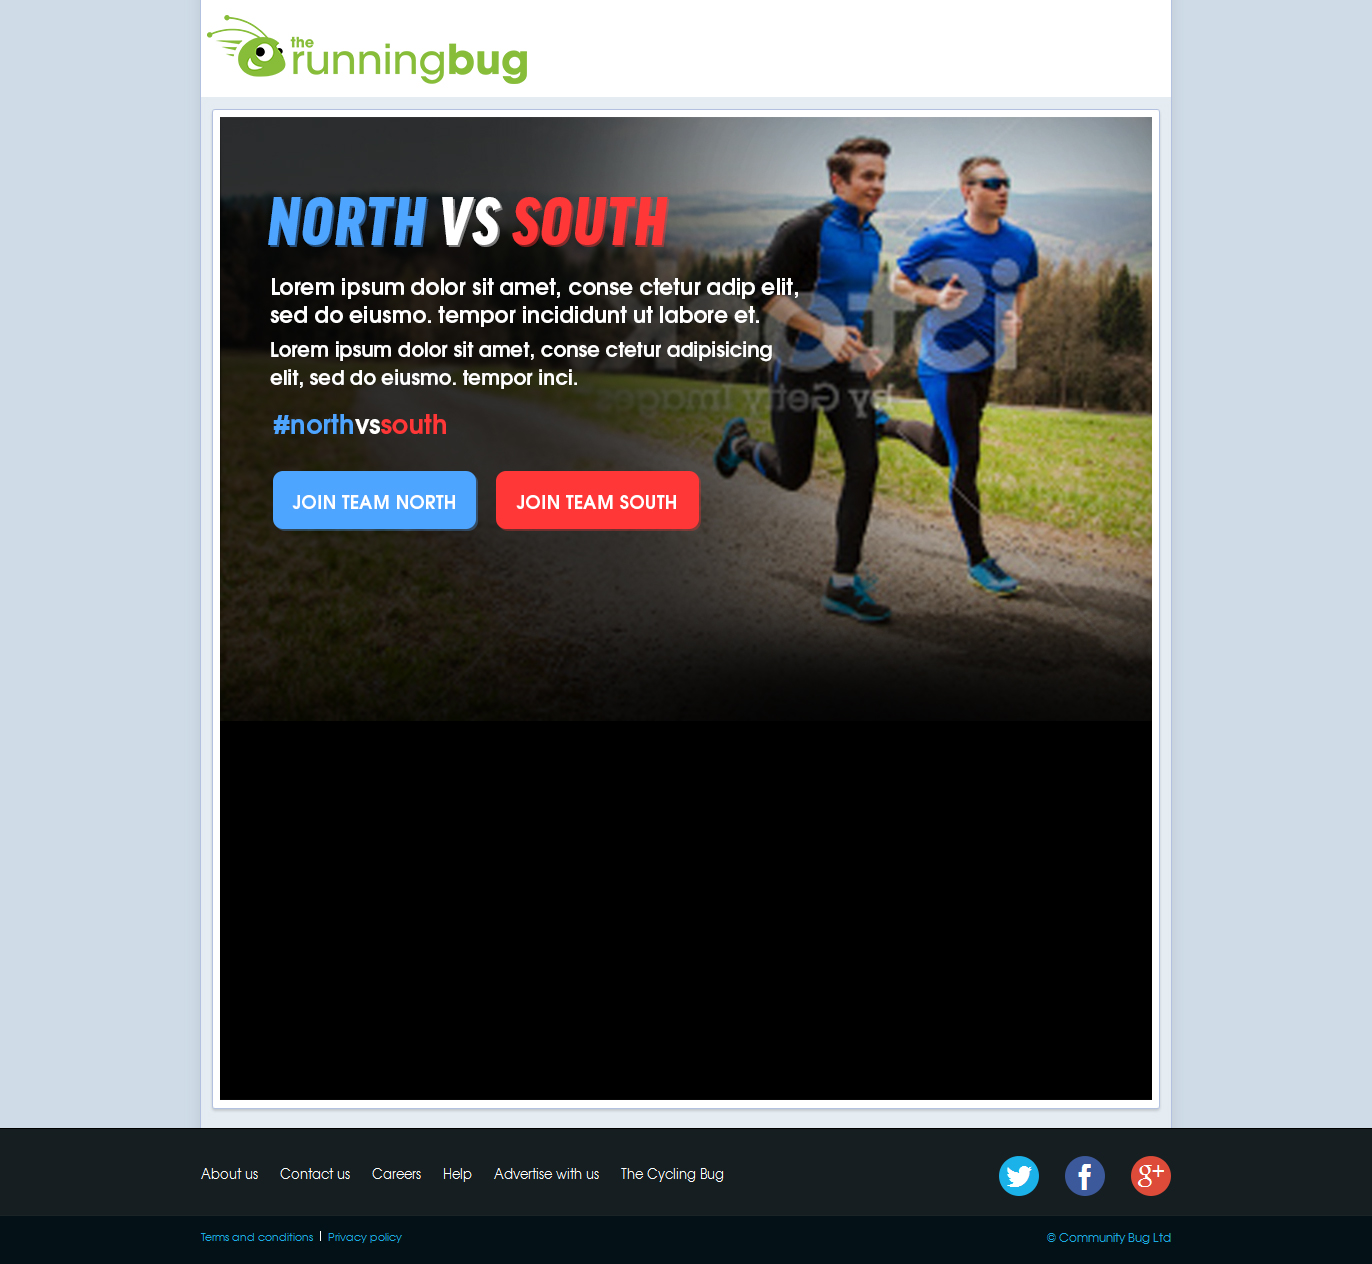 the
runningbug
NORTH VS SOUTH
Lorem ipsum dolor sit amet, conse ctetur adip elit,
sed do eiusmo. tempor incididunt ut labore et.
Lorem ipsum dolor sit amet, conse ctetur adipisicing
elit, sed do eiusmo. tempor inci.
#northvssouth
JOIN TEAM NORTH JOIN TEAM SOUTH
iStock
by Getty Images
About us Contact us Careers Help Advertise with us The Cycling Bug
f g+
Terms and conditions | Privacy policy © Community Bug Ltd